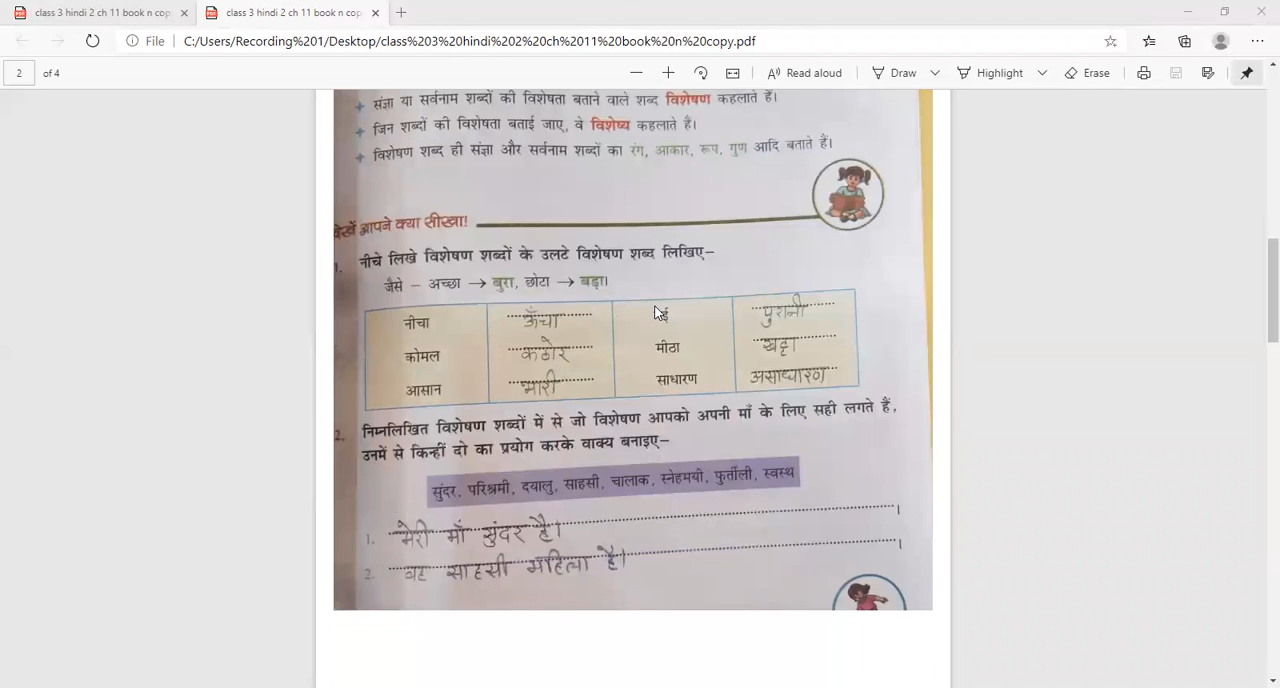 class 3 hindi 2 ch 11 book n cop
class 3 hindi 2 ch 11 book n cop
File C:/Users/Recording%201/Desktop/class%203%20hindi%202%20ch%2011%20book%20n%20copy.pdf
2 of 4 Read aloud Draw Highlight Erase
संज्ञा या सर्वनाम शब्दों की विशेषता बताने वाले शब्द विशेषण कहलाते हैं।
जिन शब्दों की विशेषता बताई जाए, वे विशेष्य कहलाते हैं।
विशेषण शब्द ही संज्ञा और सर्वनाम शब्दों का रंग, आकार, रूप, गुण आदि बताते हैं।
देखें आपने क्या सीखा!
1. नीचे लिखे विशेषण शब्दों के उलटे विशेषण शब्द लिखिए–
जैसे – अच्छा → बुरा, छोटा → बड़ा।
नीचा ऊँचा पुरानी
कोमल कठोर मीठा खट्टा
आसान भारी साधारण असाधारण
2. निम्नलिखित विशेषण शब्दों में से जो विशेषण आपको अपनी माँ के लिए सही लगते हैं,
उनमें से किन्हीं दो का प्रयोग करके वाक्य बनाइए–
सुंदर, परिश्रमी, दयालु, साहसी, चालाक, स्नेहमयी, फुर्तीली, स्वस्थ
1. मेरी माँ सुंदर है।
2. वह साहसी महिला है।